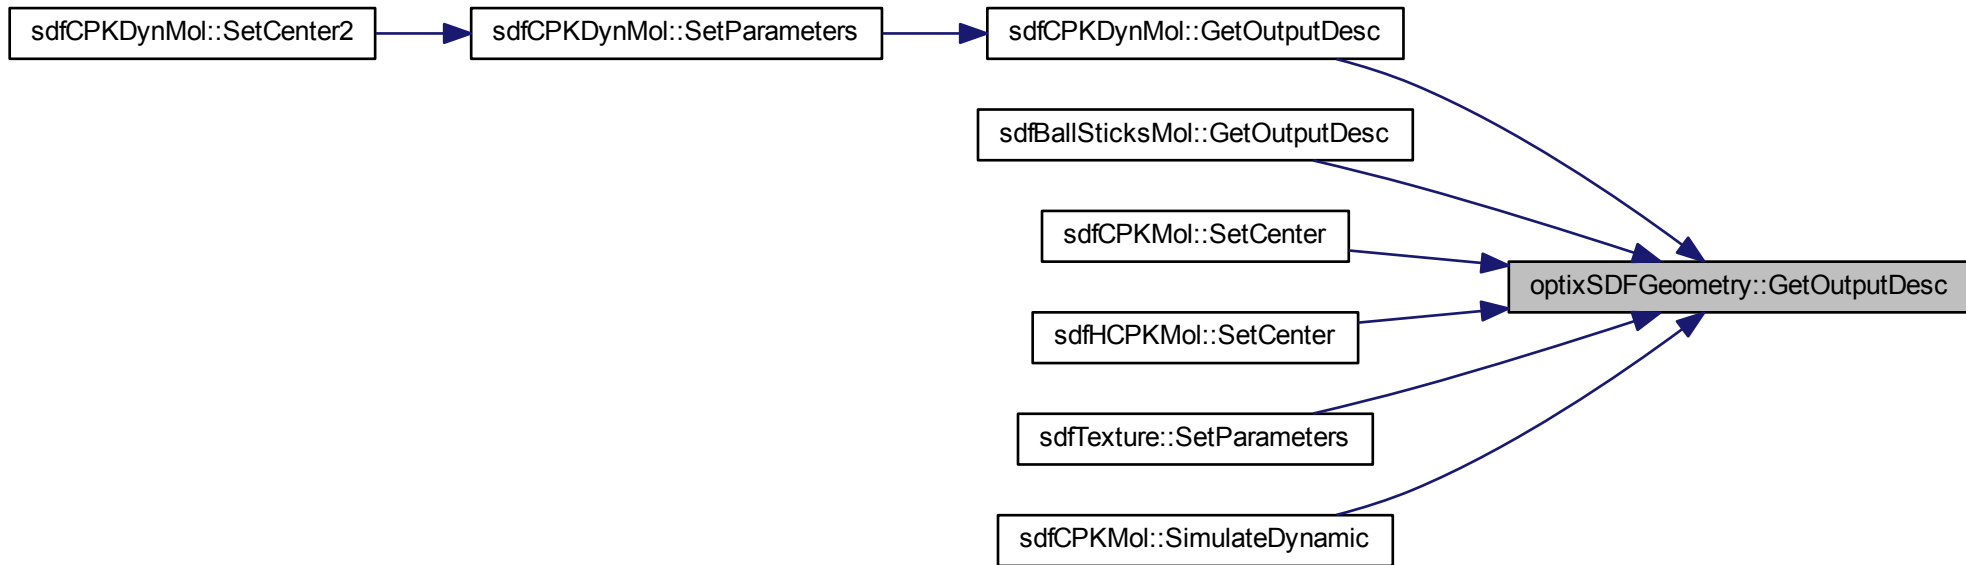 sdfCPKDynMol::SetCenter2
sdfCPKDynMol::SetParameters
sdfCPKDynMol::GetOutputDesc
sdfBallSticksMol::GetOutputDesc
sdfCPKMol::SetCenter
optixSDFGeometry::GetOutputDesc
sdfHCPKMol::SetCenter
sdfTexture::SetParameters
sdfCPKMol::SimulateDynamic